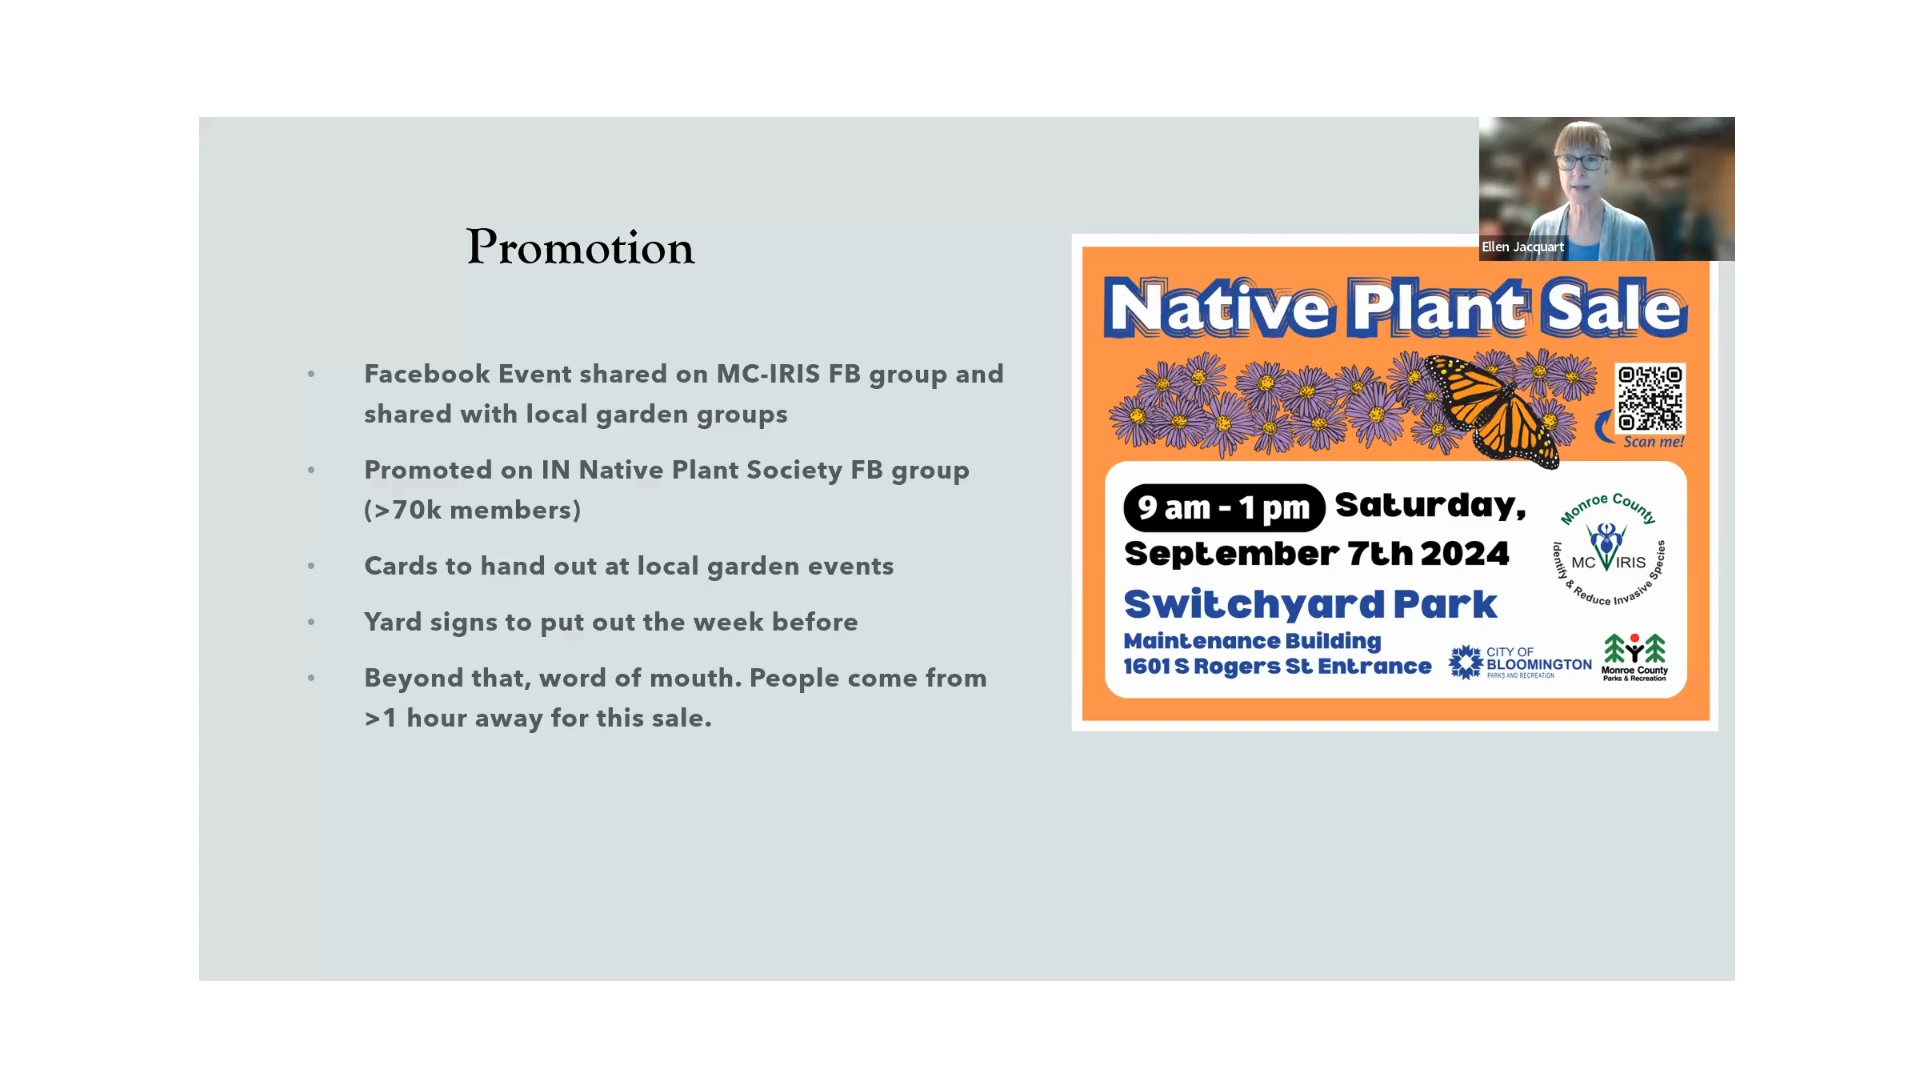 Promotion
Facebook Event shared on MC-IRIS FB group and
shared with local garden groups
Promoted on IN Native Plant Society FB group
(>70k members)
Cards to hand out at local garden events
Yard signs to put out the week before
Beyond that, word of mouth. People come from
>1 hour away for this sale.
Ellen Jacquart
Native Plant Sale
Scan me!
9 am - 1 pm Saturday,
September 7th 2024
Switchyard Park
Maintenance Building
1601 S Rogers St Entrance
Monroe County
MC IRIS
Identify & Reduce Invasive Species
CITY OF
BLOOMINGTON
PARKS AND RECREATION
Monroe County
Parks & Recreation